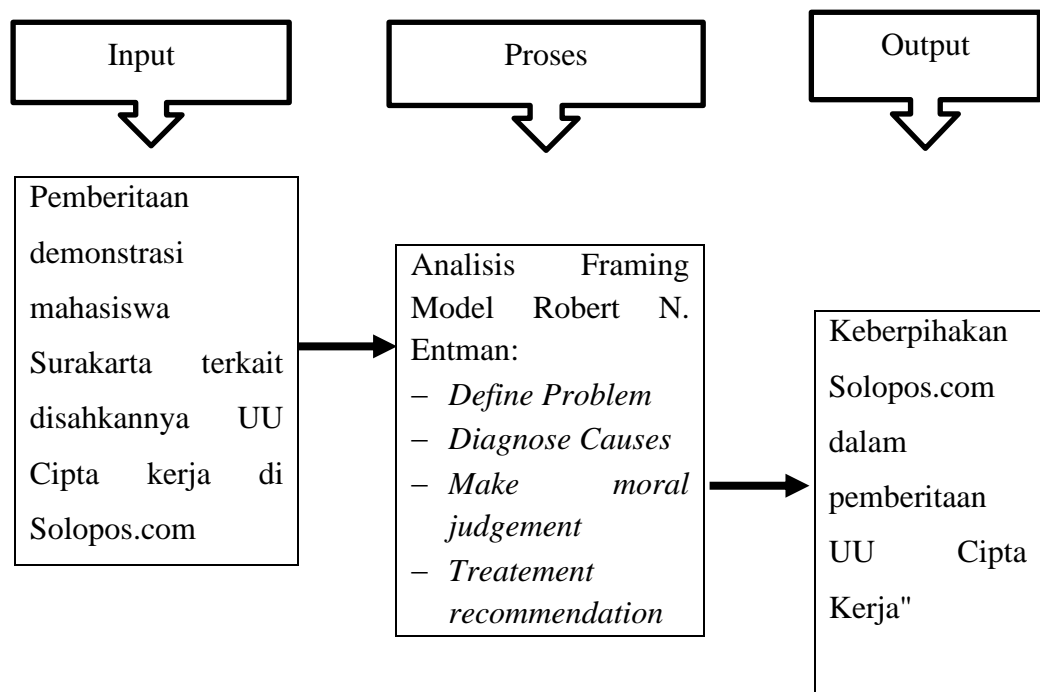 Input
Proses
Output
Pemberitaan
demonstrasi
mahasiswa
Surakarta terkait
disahkannya UU
Cipta kerja di
Solopos.com
Analisis Framing
Model Robert N.
Entman:
− Define Problem
− Diagnose Causes
− Make moral
judgement
− Treatement
recommendation
Keberpihakan
Solopos.com
dalam
pemberitaan
UU Cipta
Kerja"